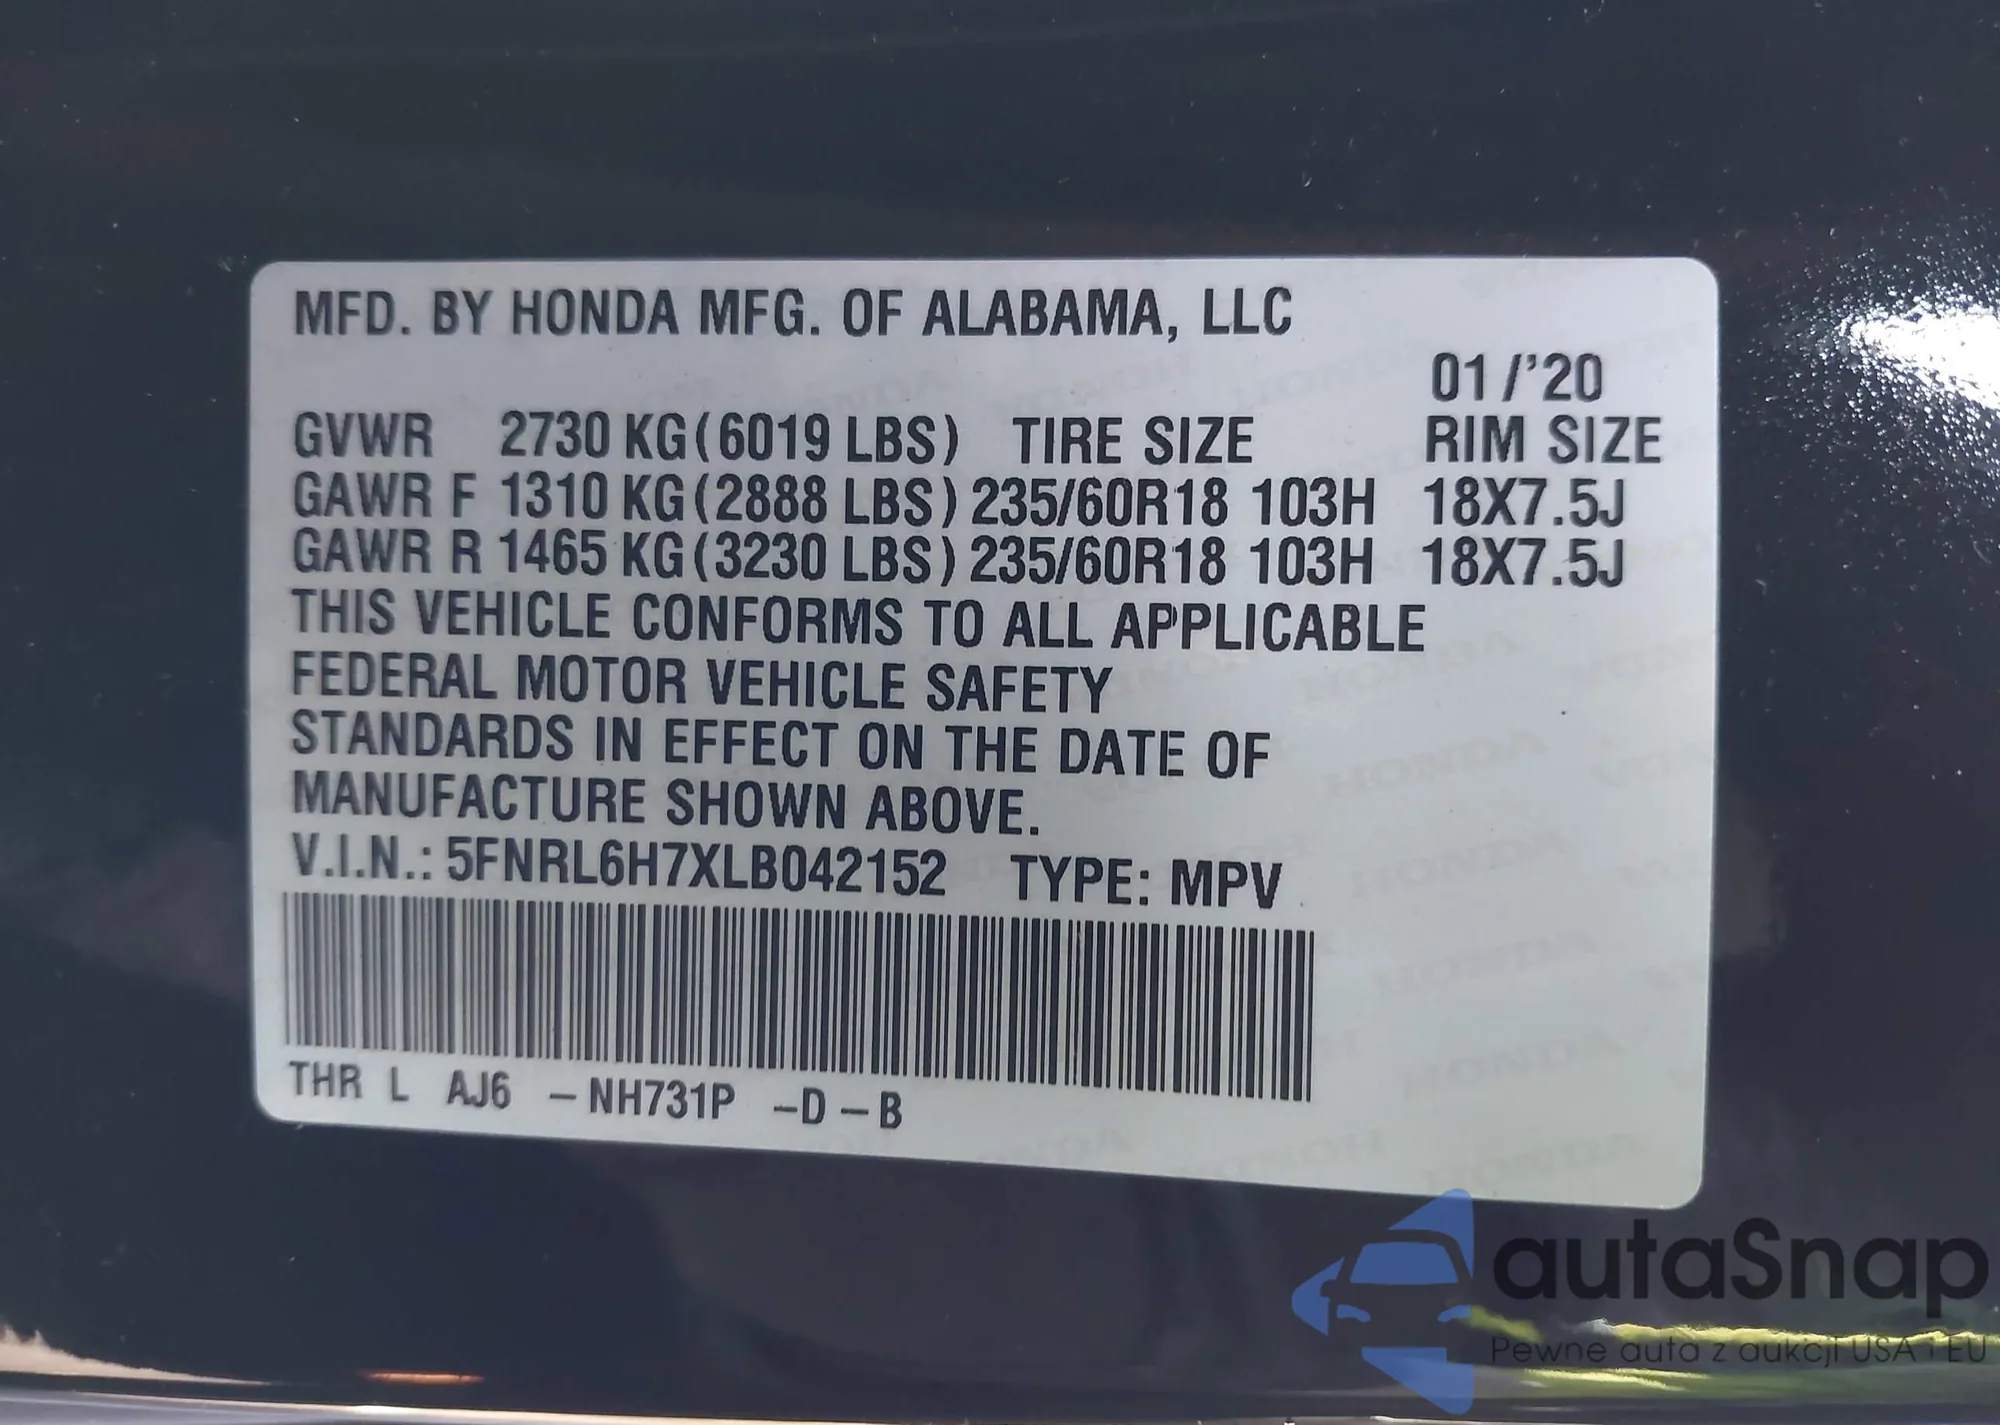 MFD. BY HONDA MFG. OF ALABAMA, LLC
01/'20
GVWR 2730 KG(6019 LBS) TIRE SIZE RIM SIZE
GAWR F 1310 KG(2888 LBS) 235/60R18 103H 18X7.5J
GAWR R 1465 KG(3230 LBS) 235/60R18 103H 18X7.5J
THIS VEHICLE CONFORMS TO ALL APPLICABLE
FEDERAL MOTOR VEHICLE SAFETY
STANDARDS IN EFFECT ON THE DATE OF
MANUFACTURE SHOWN ABOVE.
V.I.N.: 5FNRL6H7XLB042152 TYPE: MPV
THR L AJ6 –NH731P –D–B
autaSnap
Pewne auta z aukcji USA i EU